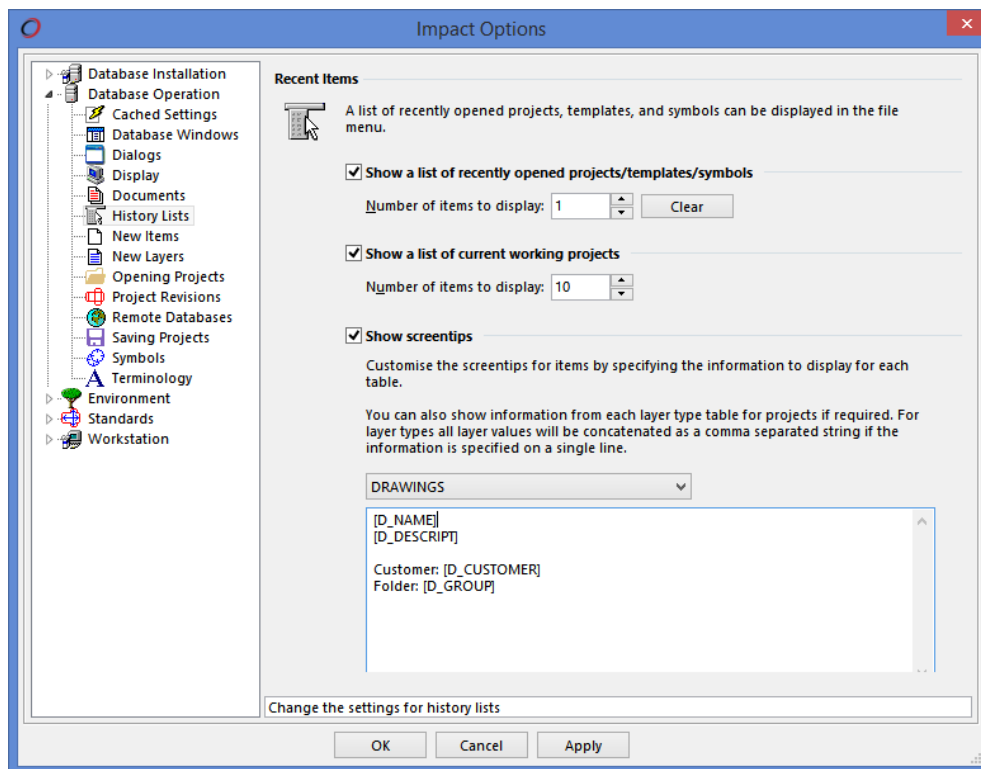 Impact Options
Database Installation
Database Operation
Cached Settings
Database Windows
Dialogs
Display
Documents
History Lists
New Items
New Layers
Opening Projects
Project Revisions
Remote Databases
Saving Projects
Symbols
Terminology
Environment
Standards
Workstation
Recent Items
A list of recently opened projects, templates, and symbols can be displayed in the file
menu.
Show a list of recently opened projects/templates/symbols
Number of items to display: 1 Clear
Show a list of current working projects
Number of items to display: 10
Show screentips
Customise the screentips for items by specifying the information to display for each
table.
You can also show information from each layer type table for projects if required. For
layer types all layer values will be concatenated as a comma separated string if the
information is specified on a single line.
DRAWINGS
[D_NAME]
[D_DESCRIPT]
Customer: [D_CUSTOMER]
Folder: [D_GROUP]
Change the settings for history lists
OK Cancel Apply